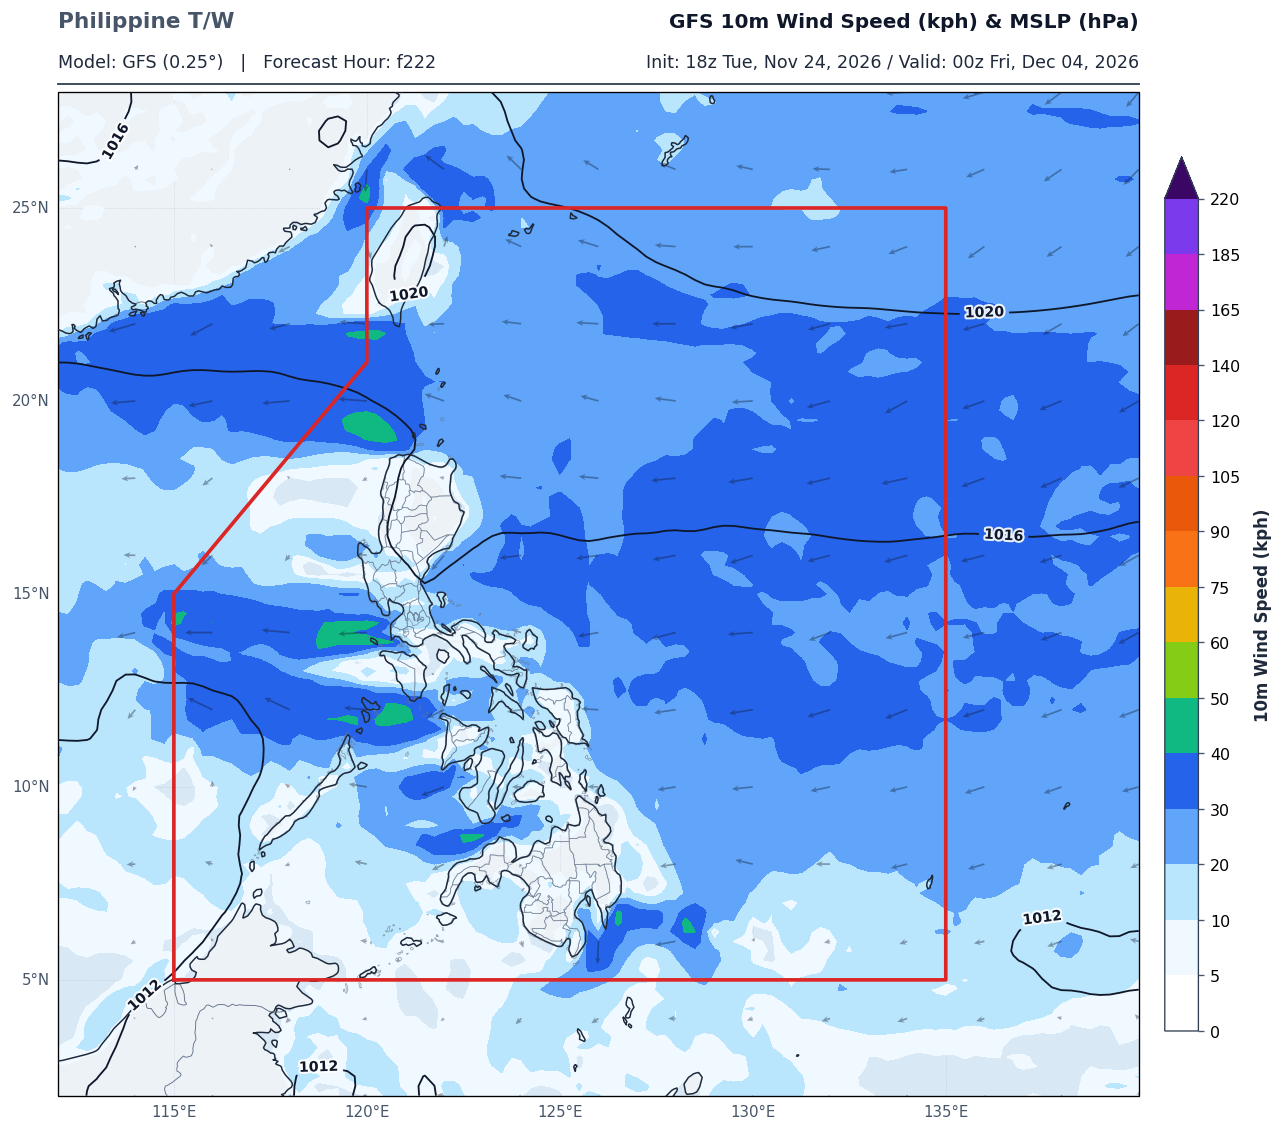 Philippine T/W
GFS 10m Wind Speed (kph) & MSLP (hPa)
Model: GFS (0.25°)   |   Forecast Hour: f222
Init: 18z Tue, Nov 24, 2026 / Valid: 00z Fri, Dec 04, 2026
1016
1020
1020
1016
1012
1012
1012
25°N
20°N
15°N
10°N
5°N
115°E
120°E
125°E
130°E
135°E
220
185
165
140
120
105
90
75
60
50
40
30
20
10
5
0
10m Wind Speed (kph)